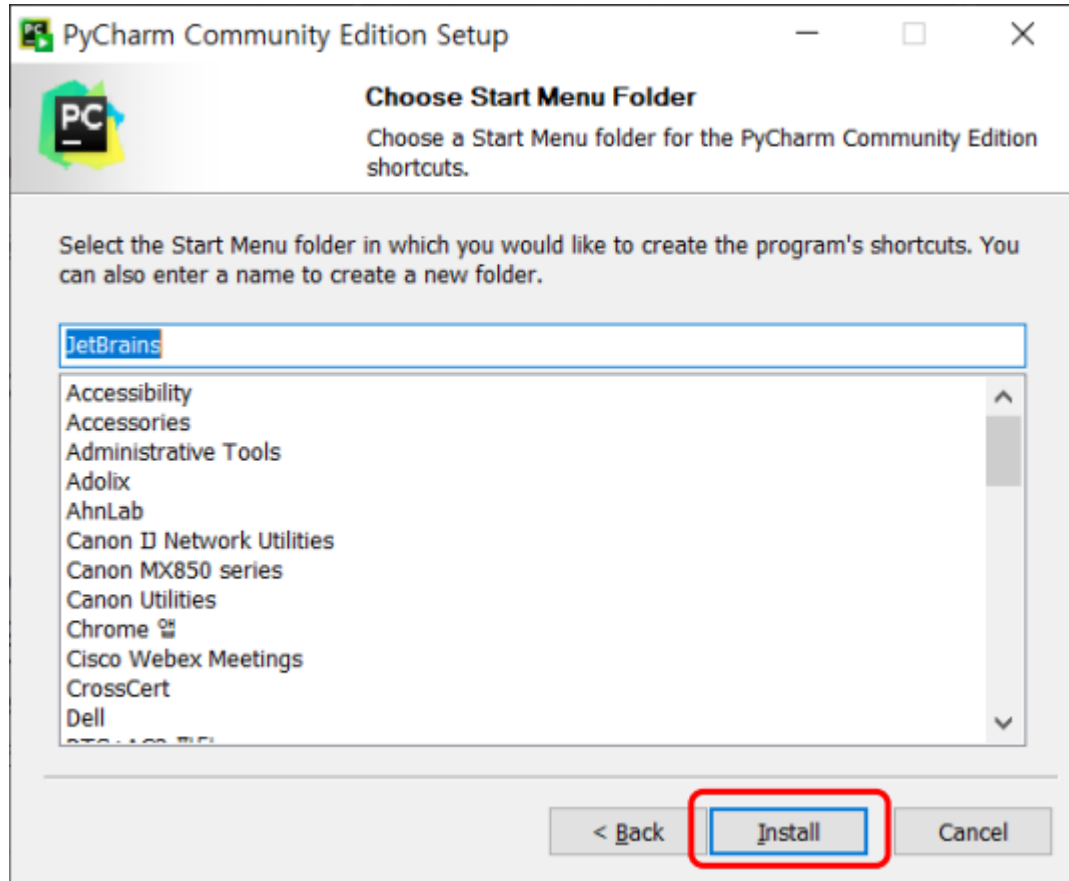 PyCharm Community Edition Setup
PC
Choose Start Menu Folder
Choose a Start Menu folder for the PyCharm Community Edition
shortcuts.
Select the Start Menu folder in which you would like to create the program's shortcuts. You
can also enter a name to create a new folder.
JetBrains
Accessibility
Accessories
Administrative Tools
Adolix
AhnLab
Canon IJ Network Utilities
Canon MX850 series
Canon Utilities
Chrome 앱
Cisco Webex Meetings
CrossCert
Dell
< Back
Install
Cancel